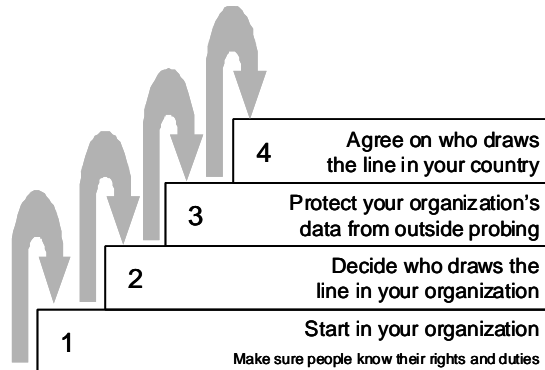 4
Agree on who draws
the line in your country
3
Protect your organization's
data from outside probing
2
Decide who draws the
line in your organization
1
Start in your organization
Make sure people know their rights and duties